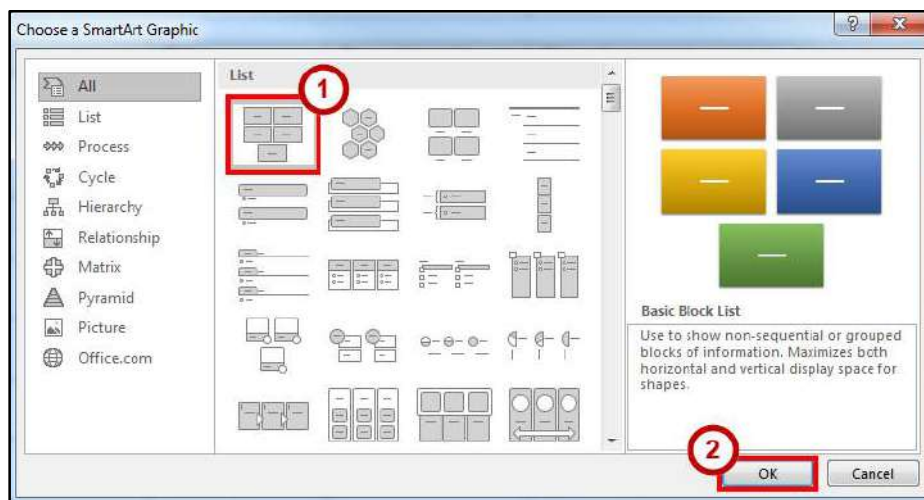 Choose a SmartArt Graphic
All
List
Process
Cycle
Hierarchy
Relationship
Matrix
Pyramid
Picture
Office.com
List
1
Basic Block List
Use to show non-sequential or grouped
blocks of information. Maximizes both
horizontal and vertical display space for
shapes.
2
OK
Cancel